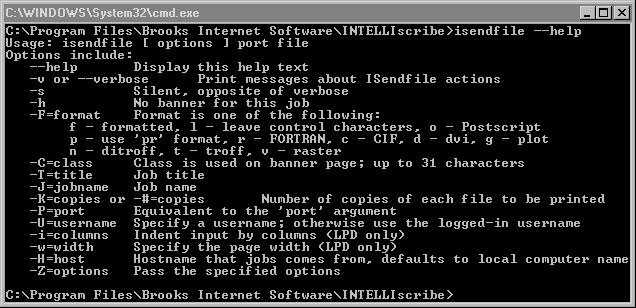 C:\WINDOWS\System32\cmd.exe
C:\Program Files\Brooks Internet Software\INTELLIscribe>isendfile --help
Usage: isendfile [ options ] port file
Options include:
--help Display this help text
-v or --verbose Print messages about ISendfile actions
-s Silent, opposite of verbose
-h No banner for this job
-F=format Format is one of the following:
f - formatted, l - leave control characters, o - Postscript
p - use 'pr' format, r - FORTRAN, c - CIF, d - dvi, g - plot
n - ditroff, t - troff, v - raster
-C=class Class is used on banner page; up to 31 characters
-T=title Job title
-J=jobname Job name
-K=copies or -#=copies Number of copies of each file to be printed
-P=port Equivalent to the 'port' argument
-U=username Specify a username; otherwise use the logged-in username
-i=columns Indent input by columns (LPD only)
-w=width Specify the page width (LPD only)
-H=host Hostname that jobs comes from, defaults to local computer name
-Z=options Pass the specified options
C:\Program Files\Brooks Internet Software\INTELLIscribe>